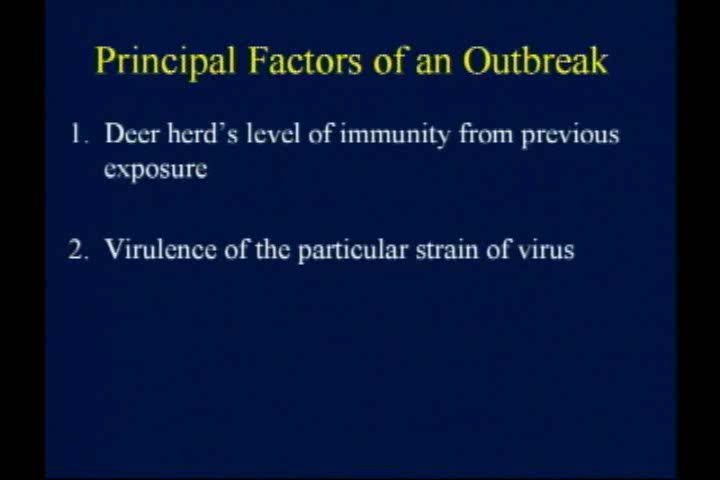 Principal Factors of an Outbreak
1. Deer herd's level of immunity from previous
exposure
2. Virulence of the particular strain of virus